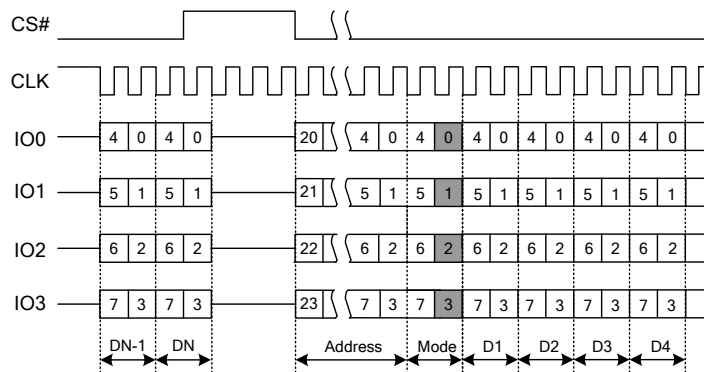 CS#
CLK
IO0 4 0 4 0 20 4 0 4 0 4 0 4 0 4 0 4 0
IO1 5 1 5 1 21 5 1 5 1 5 1 5 1 5 1 5 1
IO2 6 2 6 2 22 6 2 6 2 6 2 6 2 6 2 6 2
IO3 7 3 7 3 23 7 3 7 3 7 3 7 3 7 3 7 3
DN-1 DN Address Mode D1 D2 D3 D4